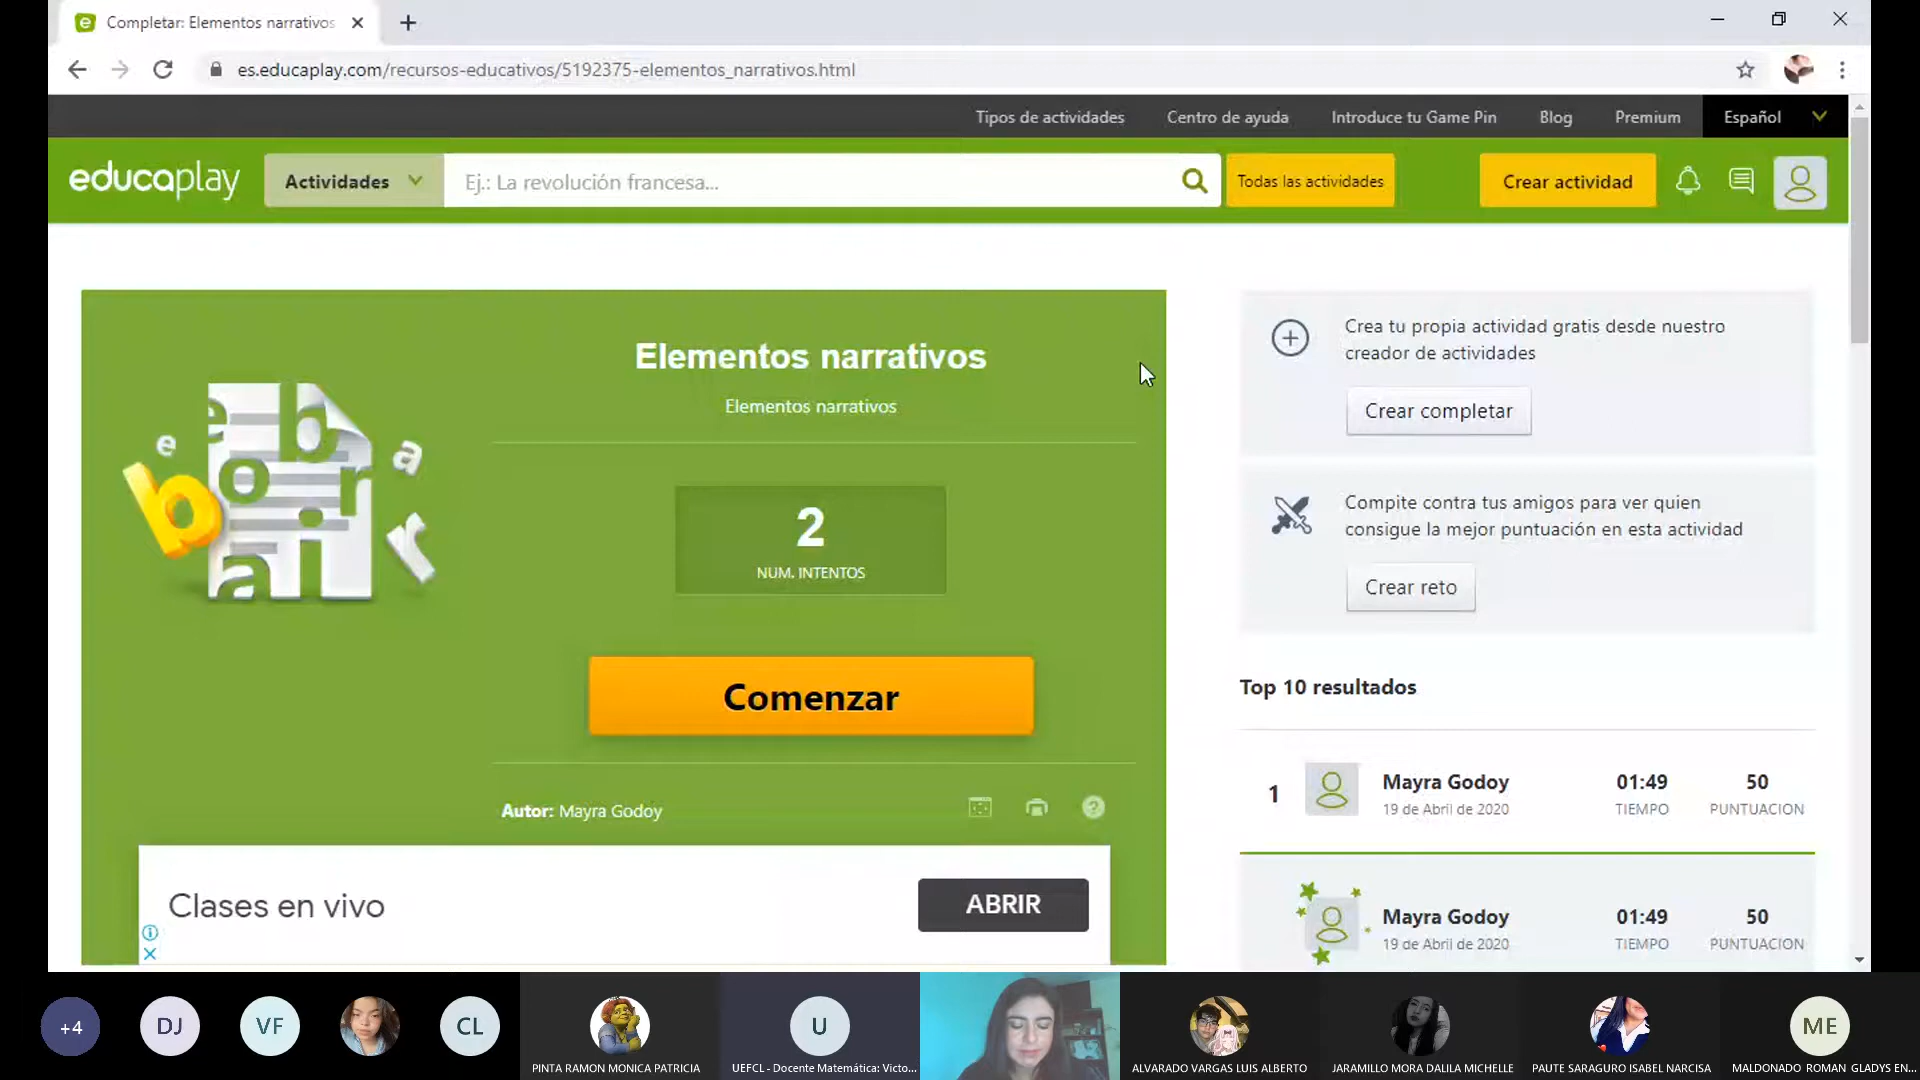 Completar: Elementos narrativos
es.educaplay.com/recursos-educativos/5192375-elementos_narrativos.html
Tipos de actividades
Centro de ayuda
Introduce tu Game Pin
Blog
Premium
Español
educaplay
Actividades
Ej.: La revolución francesa...
Todas las actividades
Crear actividad
Elementos narrativos
Elementos narrativos
2
NUM. INTENTOS
Comenzar
Autor: Mayra Godoy
Clases en vivo
ABRIR
Crea tu propia actividad gratis desde nuestro
creador de actividades
Crear completar
Compite contra tus amigos para ver quien
consigue la mejor puntuación en esta actividad
Crear reto
Top 10 resultados
1
Mayra Godoy
01:49
50
19 de Abril de 2020
TIEMPO
PUNTUACION
Mayra Godoy
01:49
50
19 de Abril de 2020
TIEMPO
PUNTUACION
e b o r a i r
+4
DJ
VF
CL
PINTA RAMON MONICA PATRICIA
U
UEFCL - Docente Matemática: Victo...
ALVARADO VARGAS LUIS ALBERTO
JARAMILLO MORA DALILA MICHELLE
PAUTE SARAGURO ISABEL NARCISA
ME
MALDONADO ROMAN GLADYS EN...